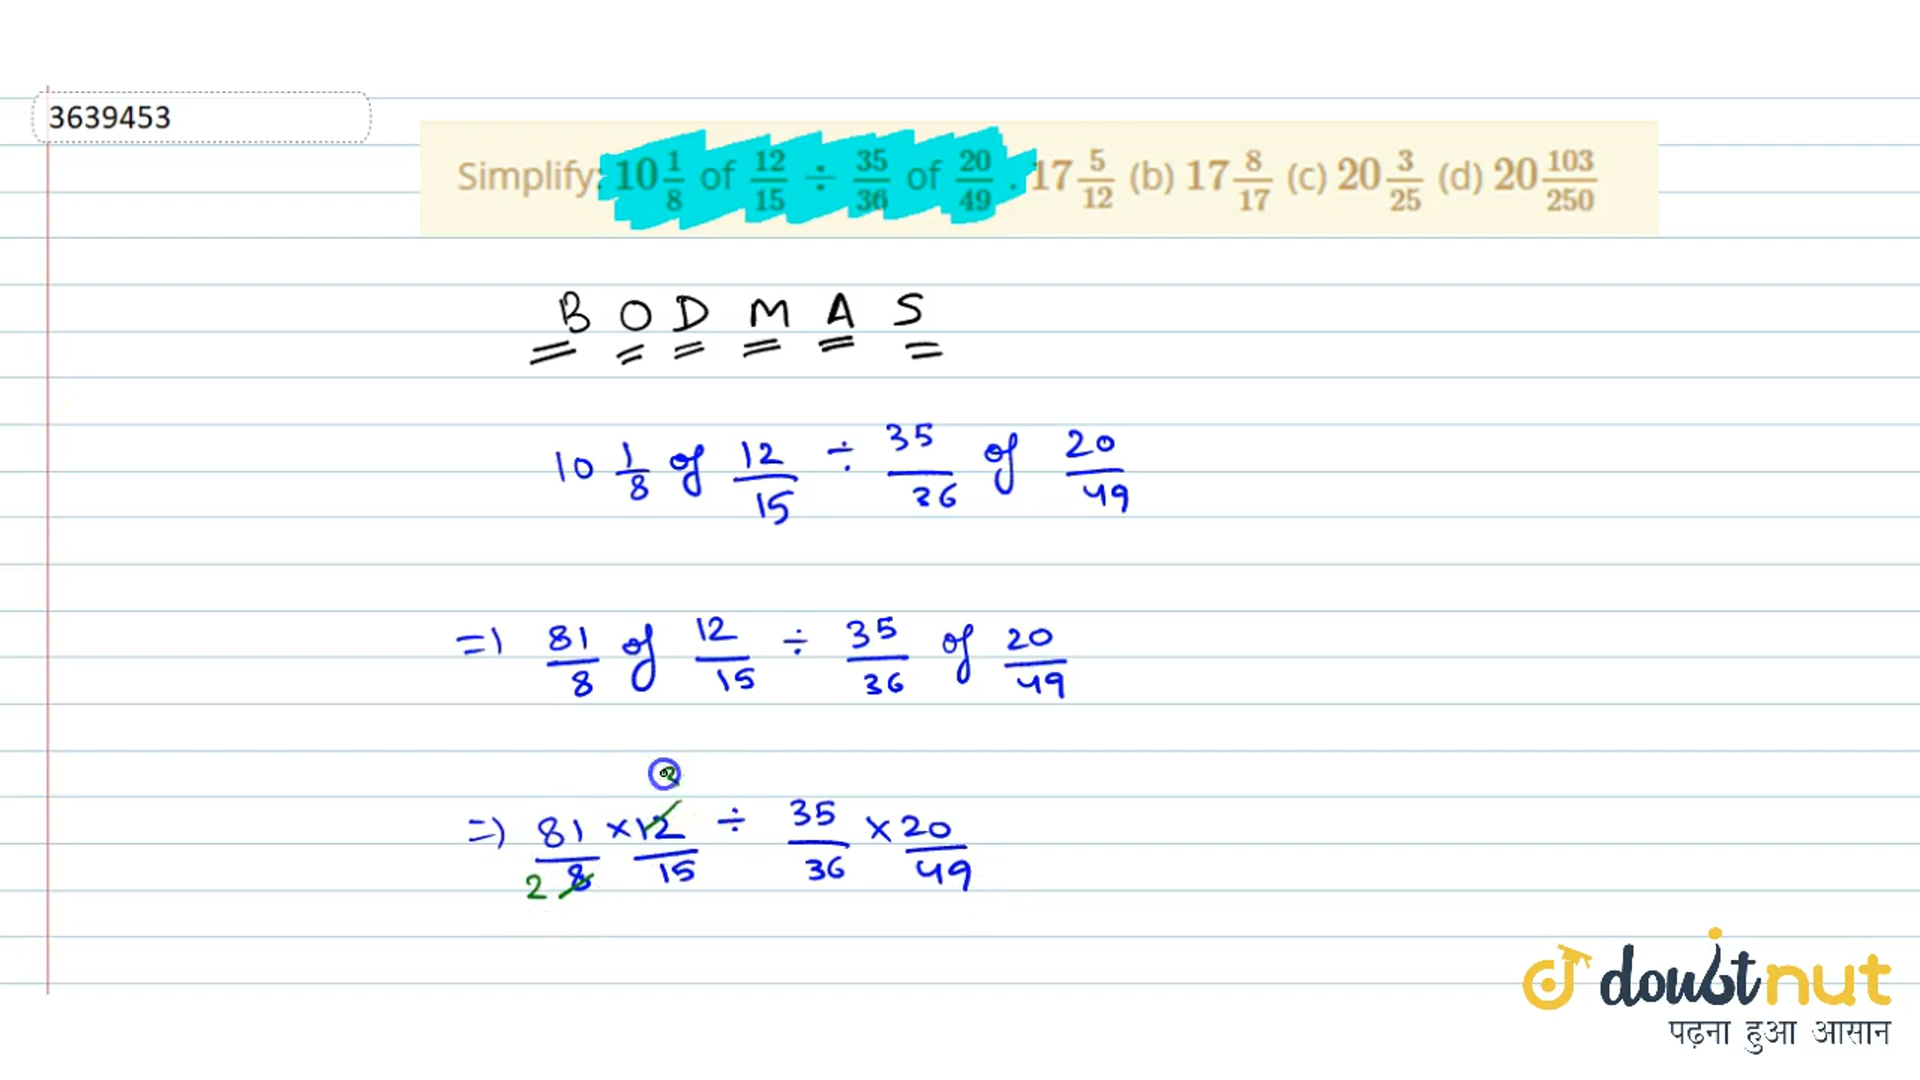 3639453
Simplify: 10 1/8 of 12/15 ÷ 35/36 of 20/49 . 17 5/12 (b) 17 8/17 (c) 20 3/25 (d) 20 103/250
B O D M A S
10 1/8 of 12/15 ÷ 35/36 of 20/49
=) 81/8 of 12/15 ÷ 35/36 of 20/49
=) 81/8 × 12/15 ÷ 35/36 × 20/49
2
doubtnut
पढ़ना हुआ आसान